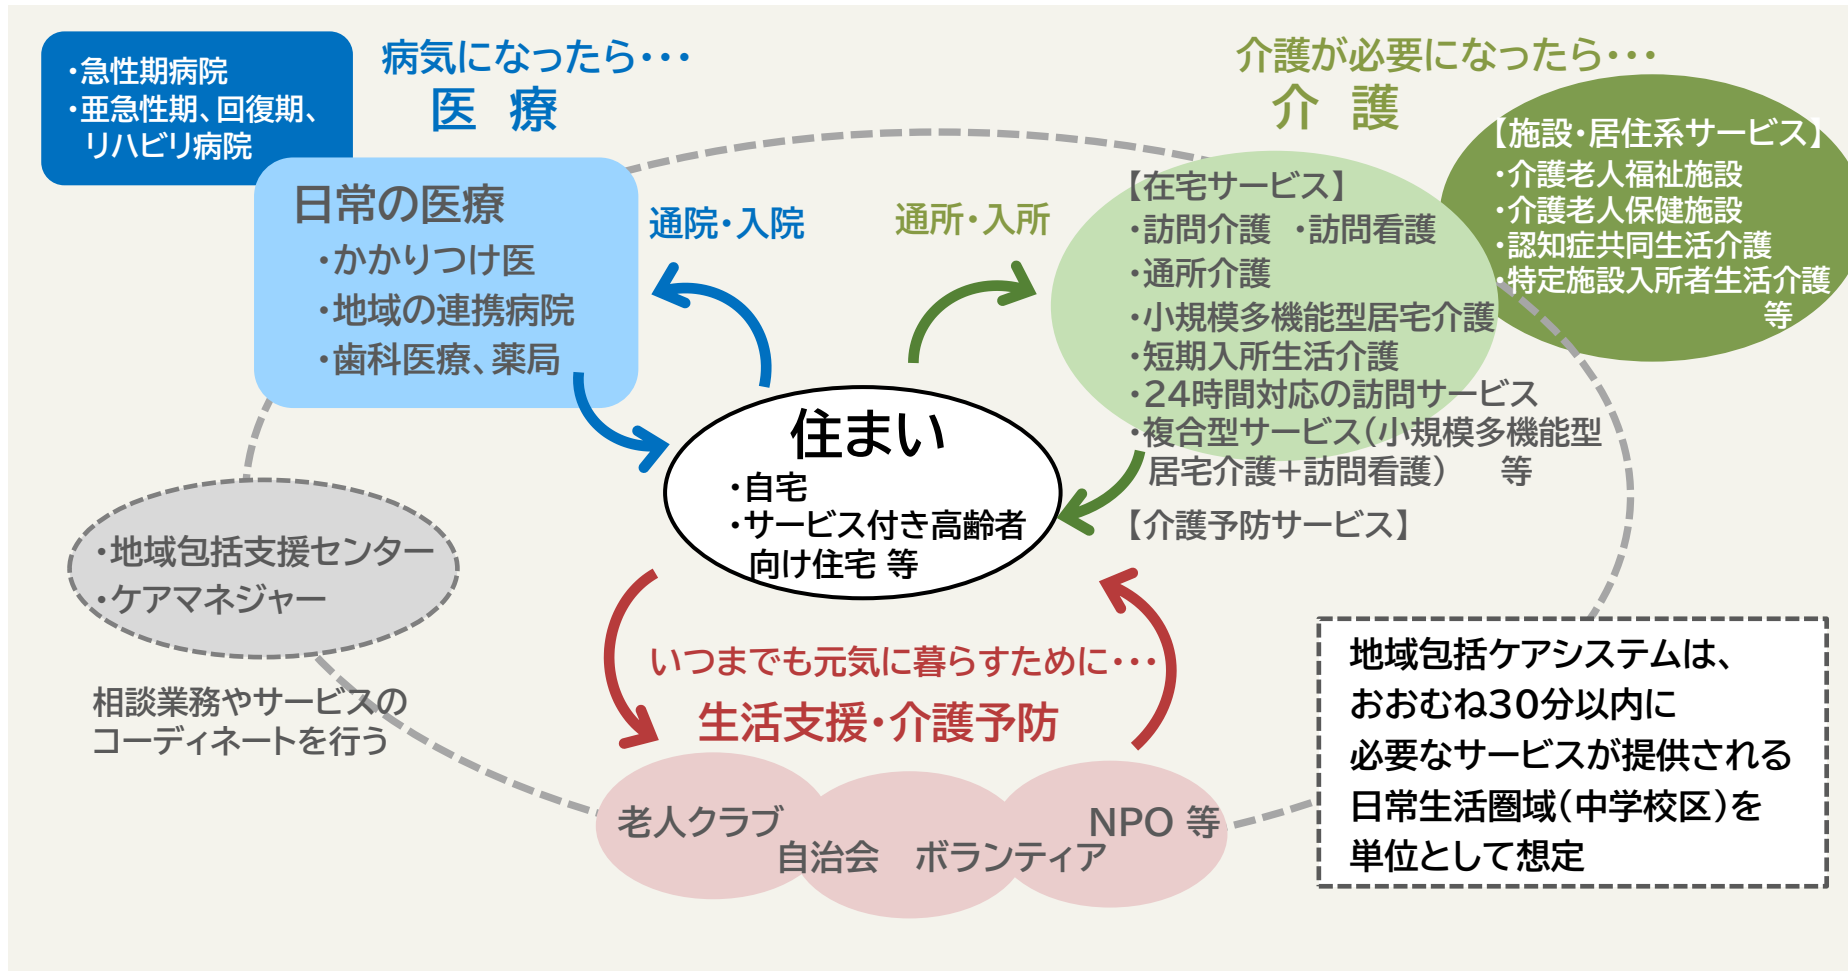 ・急性期病院
・亜急性期、回復期、
リハビリ病院
病気になったら・・・
医 療
日常の医療
・かかりつけ医
・地域の連携病院
・歯科医療、薬局
通院・入院
介護が必要になったら・・・
介 護
通所・入所
【在宅サービス】
・訪問介護 ・訪問看護
・通所介護
・小規模多機能型居宅介護
・短期入所生活介護
・24時間対応の訪問サービス
・複合型サービス(小規模多機能型
居宅介護+訪問看護) 等
【介護予防サービス】
【施設・居住系サービス】
・介護老人福祉施設
・介護老人保健施設
・認知症共同生活介護
・特定施設入所者生活介護
等
住まい
・自宅
・サービス付き高齢者
向け住宅 等
・地域包括支援センター
・ケアマネジャー
相談業務やサービスの
コーディネートを行う
いつまでも元気に暮らすために・・・
生活支援・介護予防
老人クラブ
自治会 ボランティア
NPO 等
地域包括ケアシステムは、
おおむね30分以内に
必要なサービスが提供される
日常生活圏域(中学校区)を
単位として想定